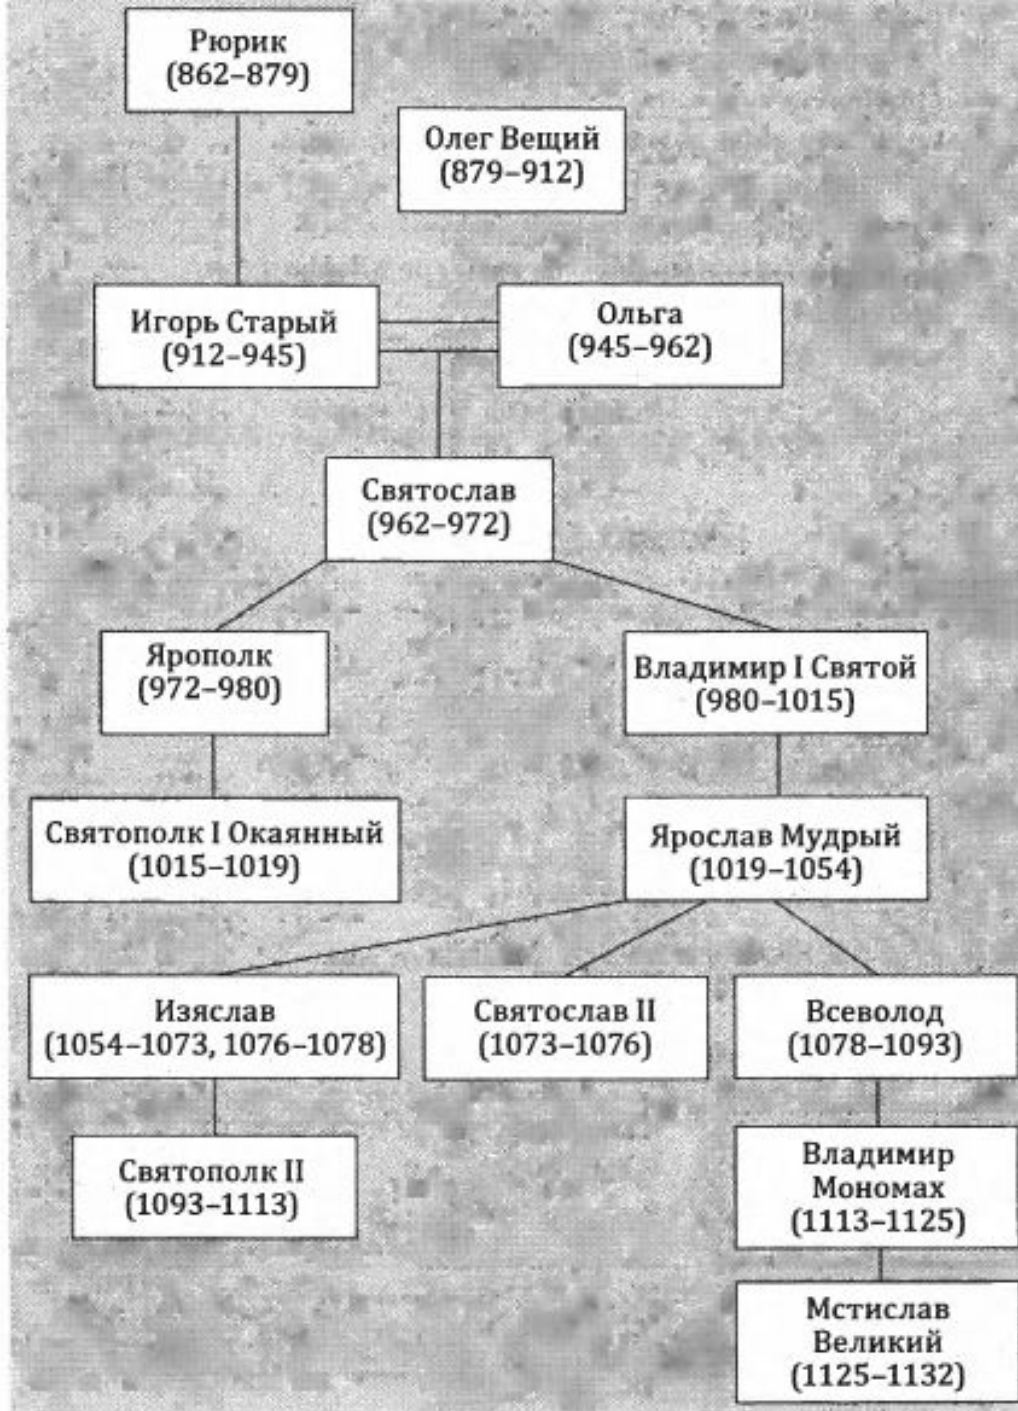 Рюрик
(862–879)
Олег Вещий
(879–912)
Игорь Старый
(912–945)
Ольга
(945–962)
Святослав
(962–972)
Ярополк
(972–980)
Владимир I Святой
(980–1015)
Святополк I Окаянный
(1015–1019)
Ярослав Мудрый
(1019–1054)
Изяслав
(1054–1073, 1076–1078)
Святослав II
(1073–1076)
Всеволод
(1078–1093)
Святополк II
(1093–1113)
Владимир
Мономах
(1113–1125)
Мстислав
Великий
(1125–1132)